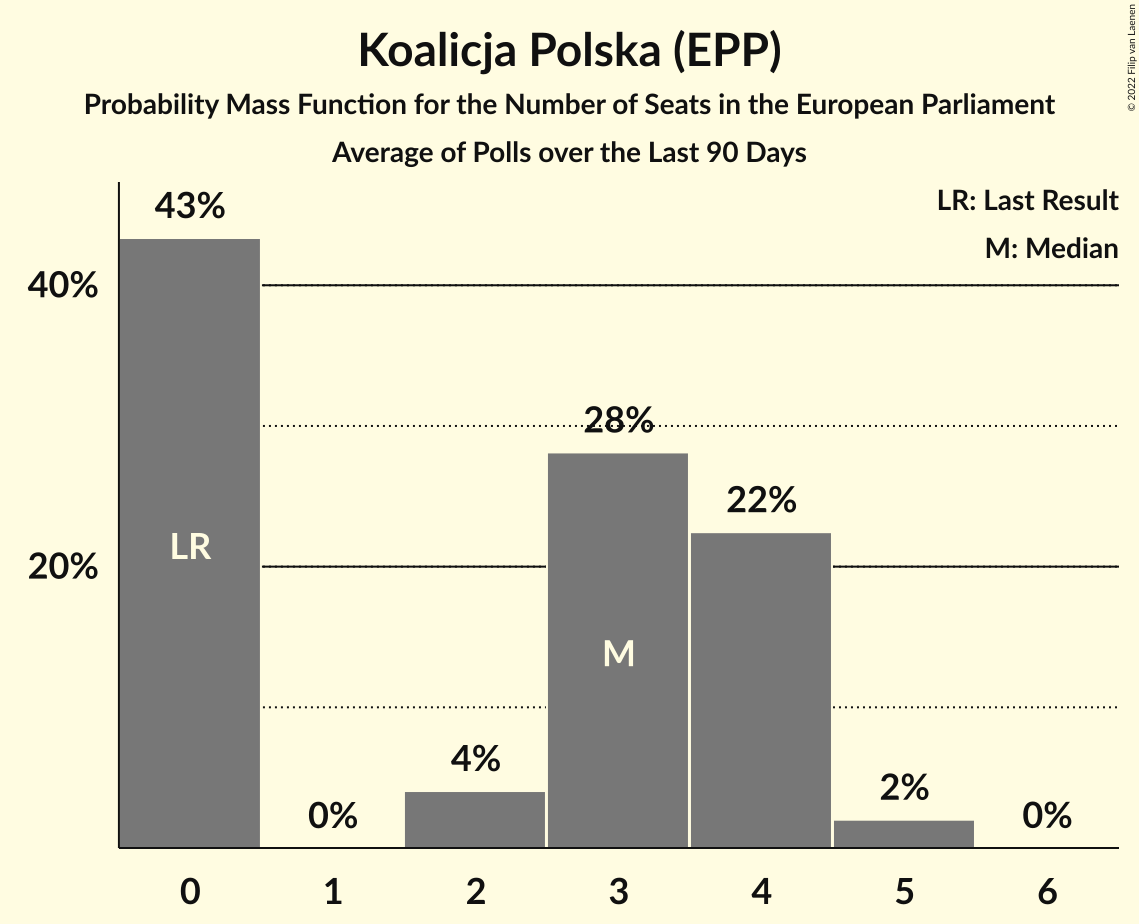 Koalicja Polska (EPP)
Probability Mass Function for the Number of Seats in the European Parliament
Average of Polls over the Last 90 Days
© 2022 Filip van Laenen
LR: Last Result
M: Median
43%
40%
28%
22%
LR
20%
M
4%
2%
0%
0%
0 1 2 3 4 5 6